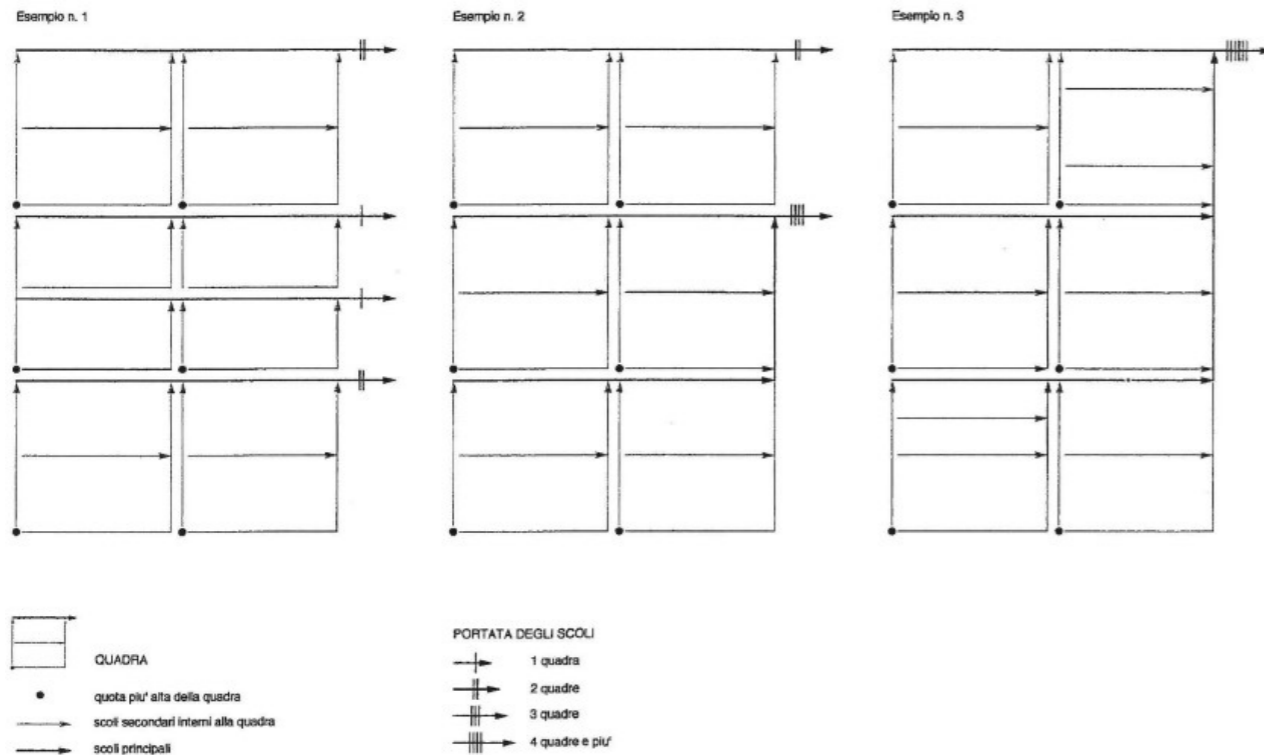 Esempio n. 1
Esempio n. 2
Esempio n. 3
QUADRA
quota piu' alta della quadra
scoli secondari interni alla quadra
scoli principali
PORTATA DEGLI SCOLI
1 quadra
2 quadre
3 quadre
4 quadre e piu'